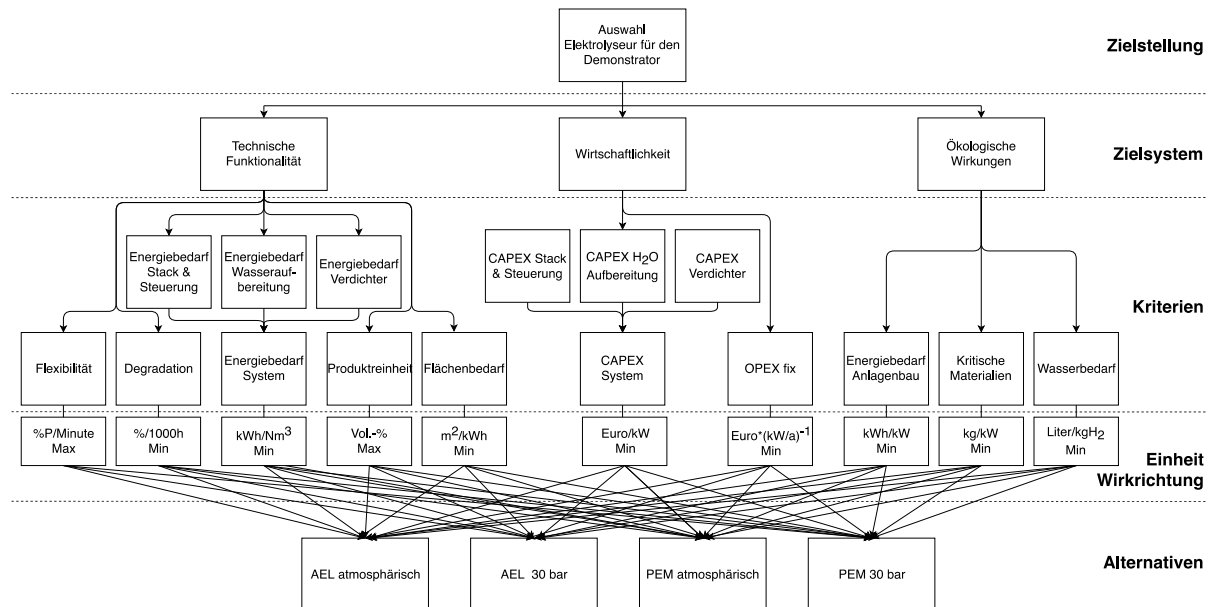 Auswahl
Elektrolyseur für den
Demonstrator
Zielstellung
Technische
Funktionalität
Wirtschaftlichkeit
Ökologische
Wirkungen
Zielsystem
Energiebedarf
Stack &
Steuerung
Energiebedarf
Wasserauf-
bereitung
Energiebedarf
Verdichter
CAPEX Stack
& Steuerung
CAPEX H₂O
Aufbereitung
CAPEX
Verdichter
Kriterien
Flexibilität
Degradation
Energiebedarf
System
Produktreinheit
Flächenbedarf
CAPEX
System
OPEX fix
Energiebedarf
Anlagenbau
Kritische
Materialien
Wasserbedarf
%P/Minute
Max
%/1000h
Min
kWh/Nm³
Min
Vol.-%
Max
m²/kWh
Min
Euro/kW
Min
Euro*(kW/a)⁻¹
Min
kWh/kW
Min
kg/kW
Min
Liter/kgH₂
Min
Einheit
Wirkrichtung
AEL atmosphärisch
AEL 30 bar
PEM atmosphärisch
PEM 30 bar
Alternativen